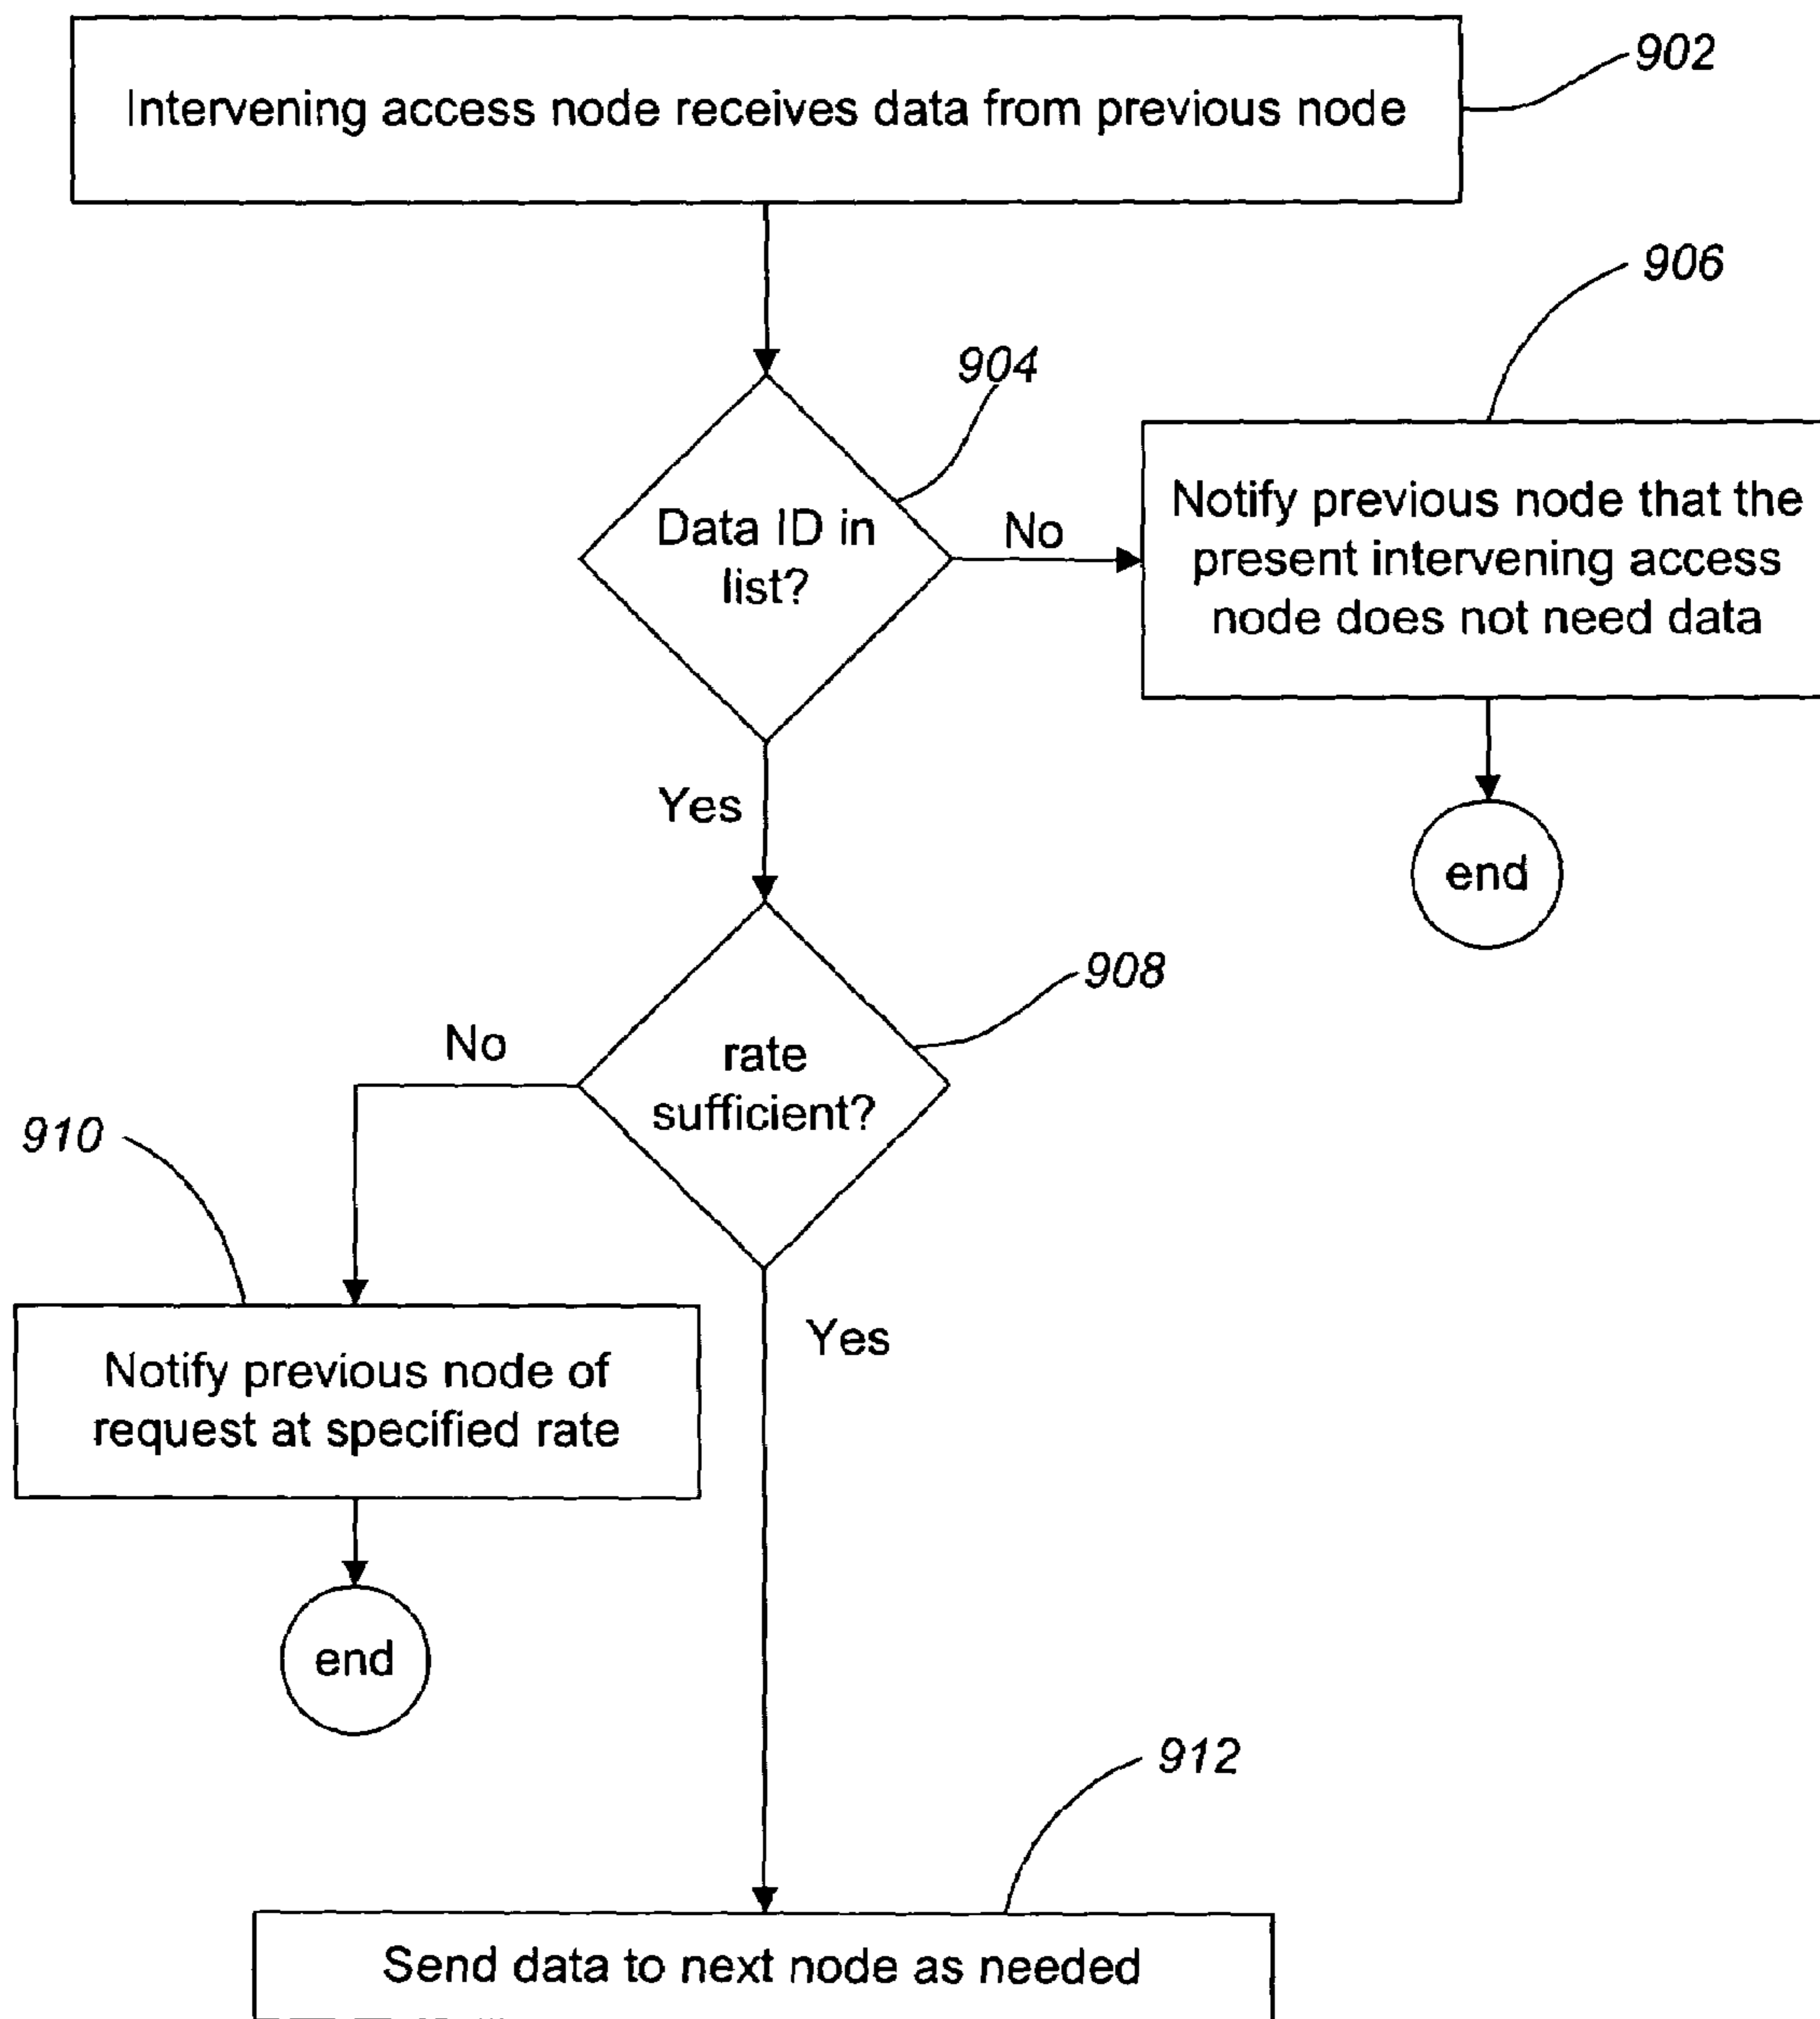 Intervening access node receives data from previous node
902
906
904
Data ID in
list?
No
Notify previous node that the
present intervening access
node does not need data
Yes
end
908
No
rate
sufficient?
910
Notify previous node of
request at specified rate
Yes
end
912
Send data to next node as needed